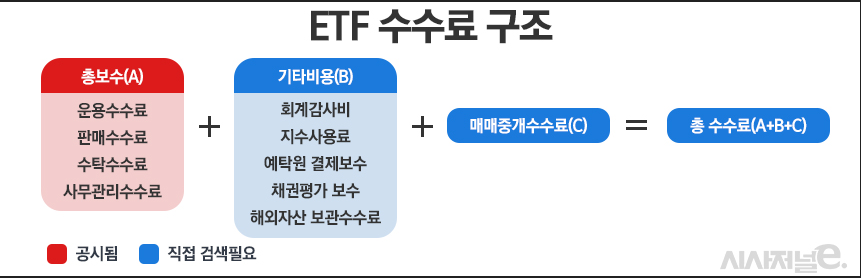 ETF 수수료 구조
총보수(A)
운용수수료
판매수수료
수탁수수료
사무관리수수료
+
기타비용(B)
회계감사비
지수사용료
예탁원 결제보수
채권평가 보수
해외자산 보관수수료
+
매매중개수수료(C)
=
총 수수료(A+B+C)
공시됨
직접 검색필요
시사저널e.